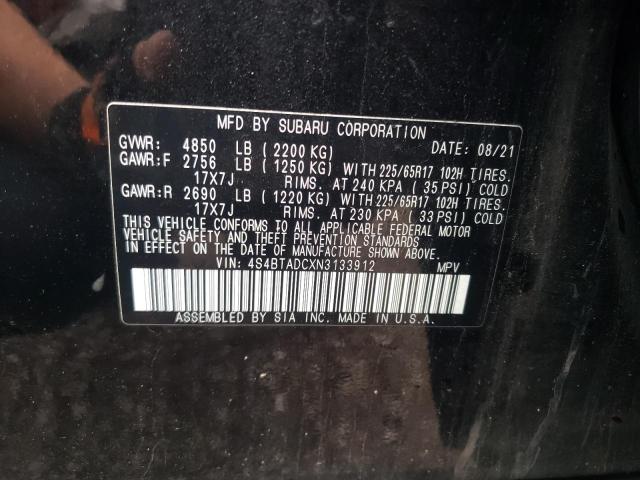 MFD BY SUBARU CORPORATION
GVWR: 4850 LB (2200 KG) DATE: 08/21
GAWR:F 2756 LB (1250 KG) WITH 225/65R17 102H TIRES.
17X7J RIMS. AT 240 KPA (35 PSI) COLD
GAWR:R 2690 LB (1220 KG) WITH 225/65R17 102H TIRES.
17X7J RIMS. AT 230 KPA (33 PSI) COLD
THIS VEHICLE CONFORMS TO ALL APPLICABLE FEDERAL MOTOR
VEHICLE SAFETY AND THEFT PREVENTION STANDARDS
IN EFFECT ON THE DATE OF MANUFACTURE SHOWN ABOVE.
VIN: 4S4BTADCXN3133912 MPV
ASSEMBLED BY SIA INC. MADE IN U.S.A.